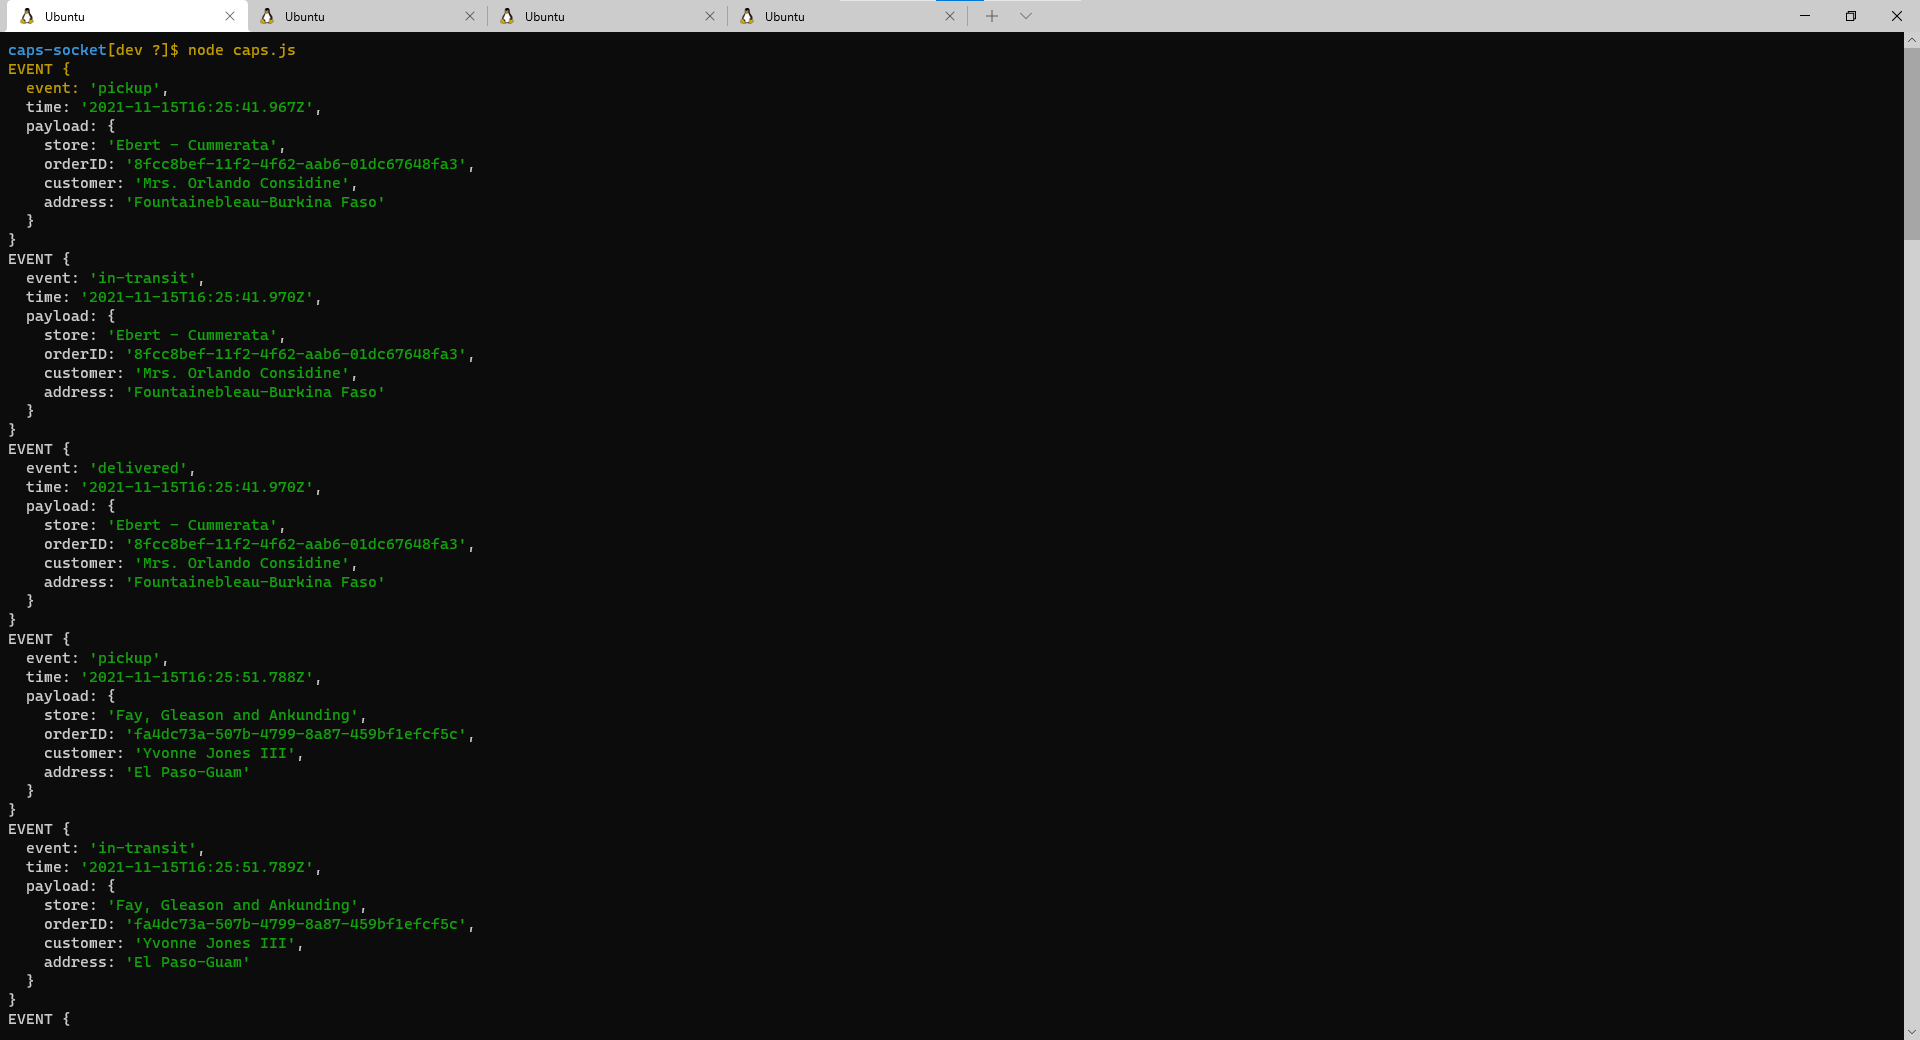 Ubuntu Ubuntu Ubuntu Ubuntu
caps-socket[dev ?]$ node caps.js
EVENT {
  event: 'pickup',
  time: '2021-11-15T16:25:41.967Z',
  payload: {
    store: 'Ebert - Cummerata',
    orderID: '8fcc8bef-11f2-4f62-aab6-01dc67648fa3',
    customer: 'Mrs. Orlando Considine',
    address: 'Fountainebleau-Burkina Faso'
  }
}
EVENT {
  event: 'in-transit',
  time: '2021-11-15T16:25:41.970Z',
  payload: {
    store: 'Ebert - Cummerata',
    orderID: '8fcc8bef-11f2-4f62-aab6-01dc67648fa3',
    customer: 'Mrs. Orlando Considine',
    address: 'Fountainebleau-Burkina Faso'
  }
}
EVENT {
  event: 'delivered',
  time: '2021-11-15T16:25:41.970Z',
  payload: {
    store: 'Ebert - Cummerata',
    orderID: '8fcc8bef-11f2-4f62-aab6-01dc67648fa3',
    customer: 'Mrs. Orlando Considine',
    address: 'Fountainebleau-Burkina Faso'
  }
}
EVENT {
  event: 'pickup',
  time: '2021-11-15T16:25:51.788Z',
  payload: {
    store: 'Fay, Gleason and Ankunding',
    orderID: 'fa4dc73a-507b-4799-8a87-459bf1efcf5c',
    customer: 'Yvonne Jones III',
    address: 'El Paso-Guam'
  }
}
EVENT {
  event: 'in-transit',
  time: '2021-11-15T16:25:51.789Z',
  payload: {
    store: 'Fay, Gleason and Ankunding',
    orderID: 'fa4dc73a-507b-4799-8a87-459bf1efcf5c',
    customer: 'Yvonne Jones III',
    address: 'El Paso-Guam'
  }
}
EVENT {